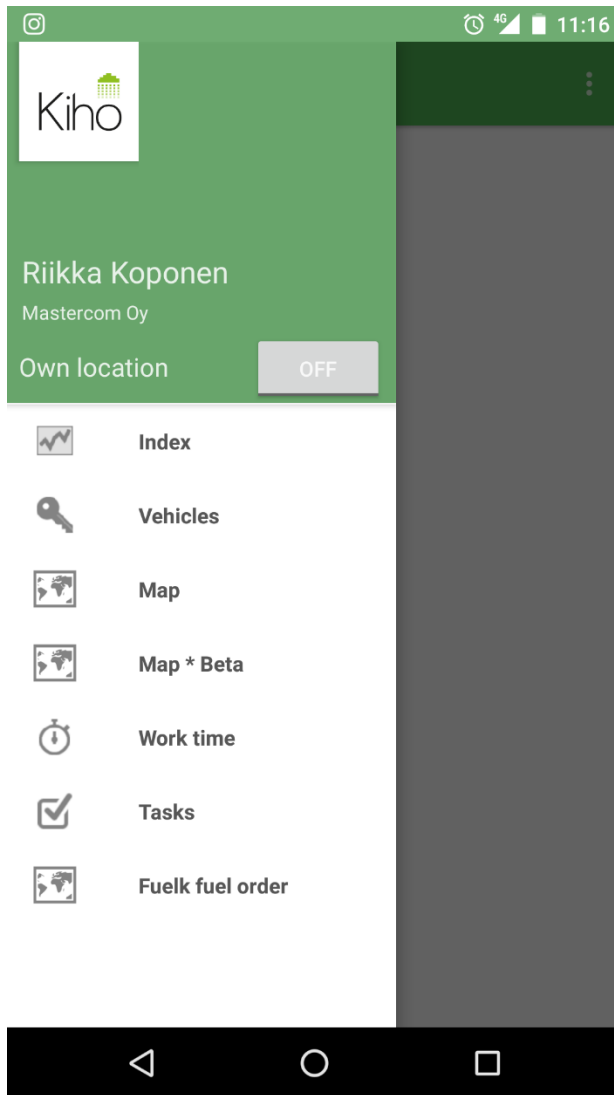 4G 11:16
Kiho
Riikka Koponen
Mastercom Oy
Own location OFF
Index
Vehicles
Map
Map * Beta
Work time
Tasks
Fuelk fuel order